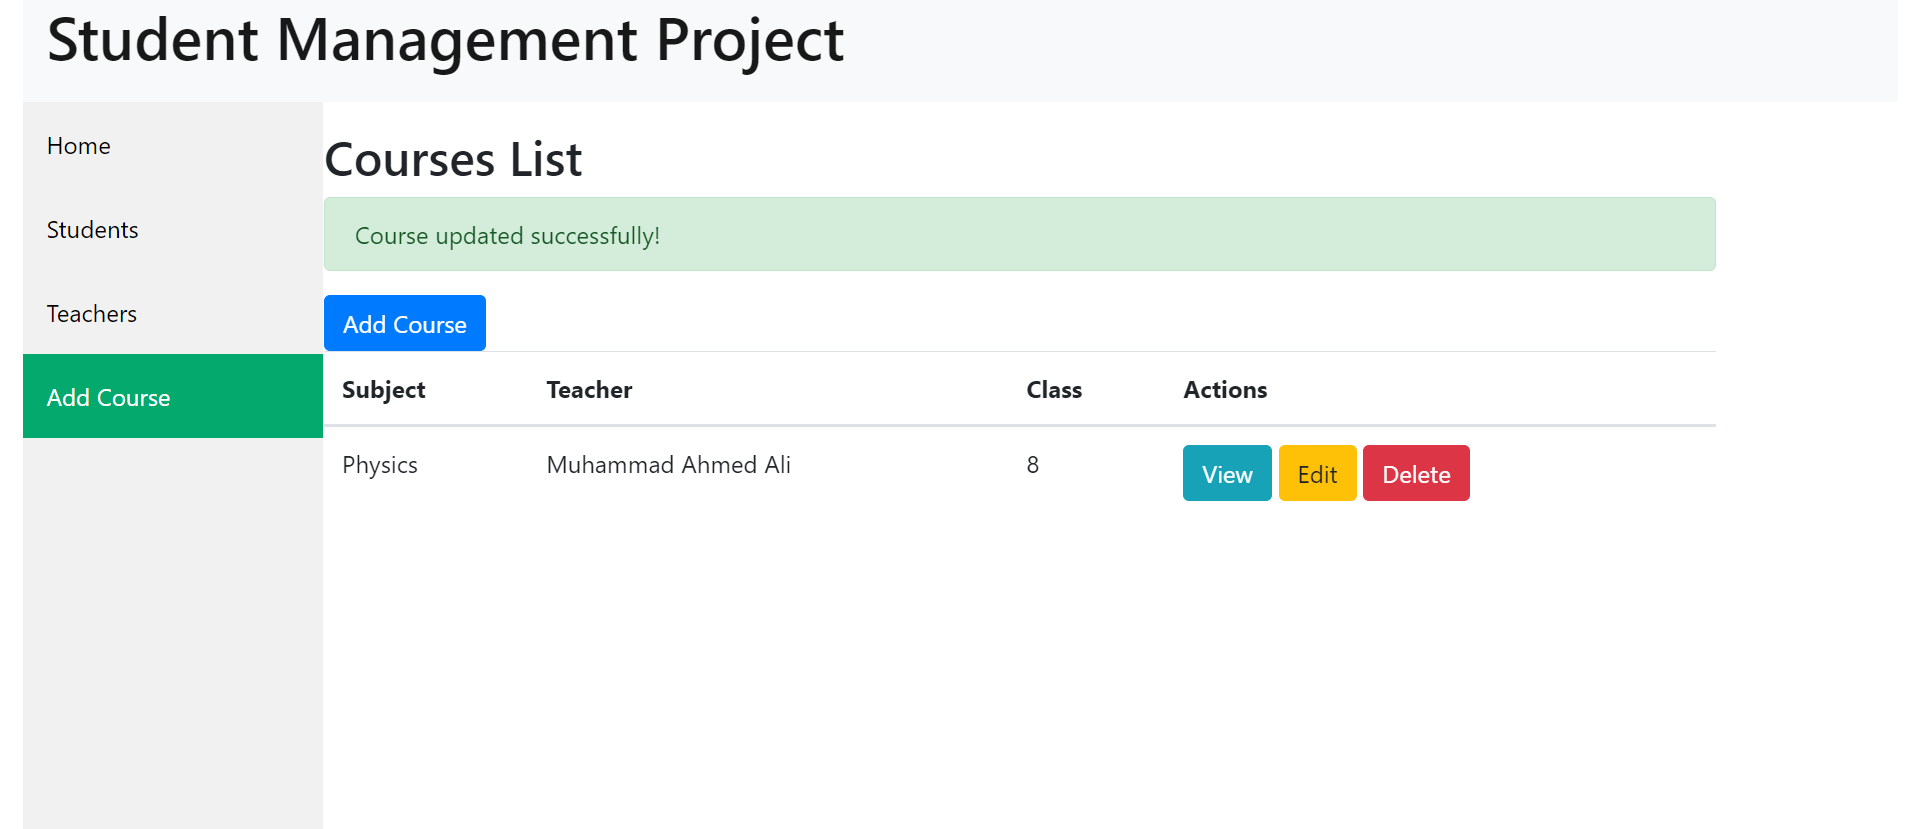 Student Management Project
Home
Students
Teachers
Add Course
Courses List
Course updated successfully!
Add Course
Subject Teacher Class Actions
Physics Muhammad Ahmed Ali 8 View Edit Delete